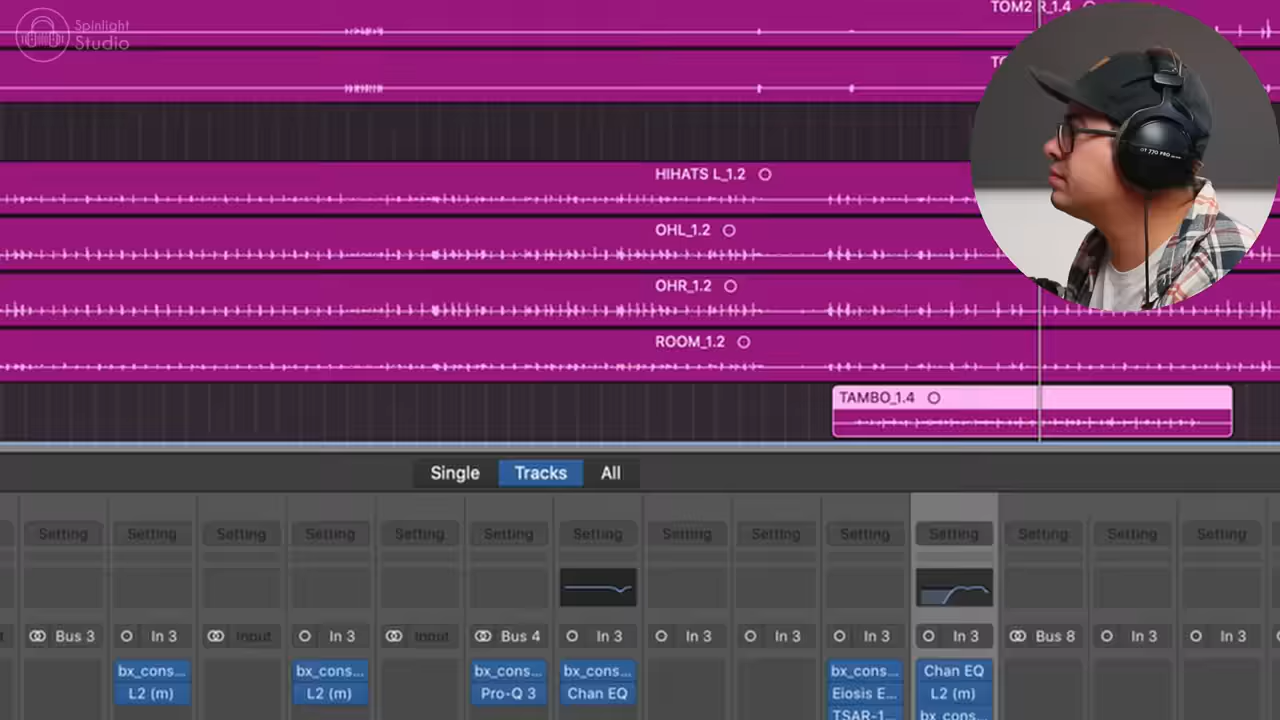 Spinlight
Studio
TOM2 R_1.4
HIHATS L_1.2
OHL_1.2
OHR_1.2
ROOM_1.2
TAMBO_1.4
Single Tracks All
Setting Setting Setting Setting Setting Setting Setting Setting Setting Setting Setting Setting Setting Setting
Bus 3 In 3 Input In 3 Input Bus 4 In 3 In 3 In 3 In 3 In 3 Bus 8 In 3 In 3
bx_cons... bx_cons... bx_cons... bx_cons... bx_cons... Chan EQ
L2 (m) L2 (m) Pro-Q 3 Chan EQ Eiosis E... L2 (m)
TSAR-1... bx_cons...